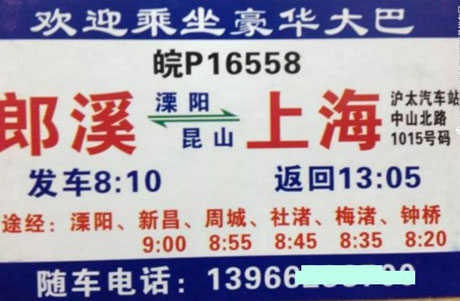 欢迎乘坐豪华大巴
皖P16558
郎溪
溧阳
昆山
上海
沪太汽车站
中山北路
1015号码
发车8:10
返回13:05
途经：溧阳、新昌、周城、社渚、梅渚、钟桥
9:00 8:55 8:45 8:35 8:20
随车电话：13966